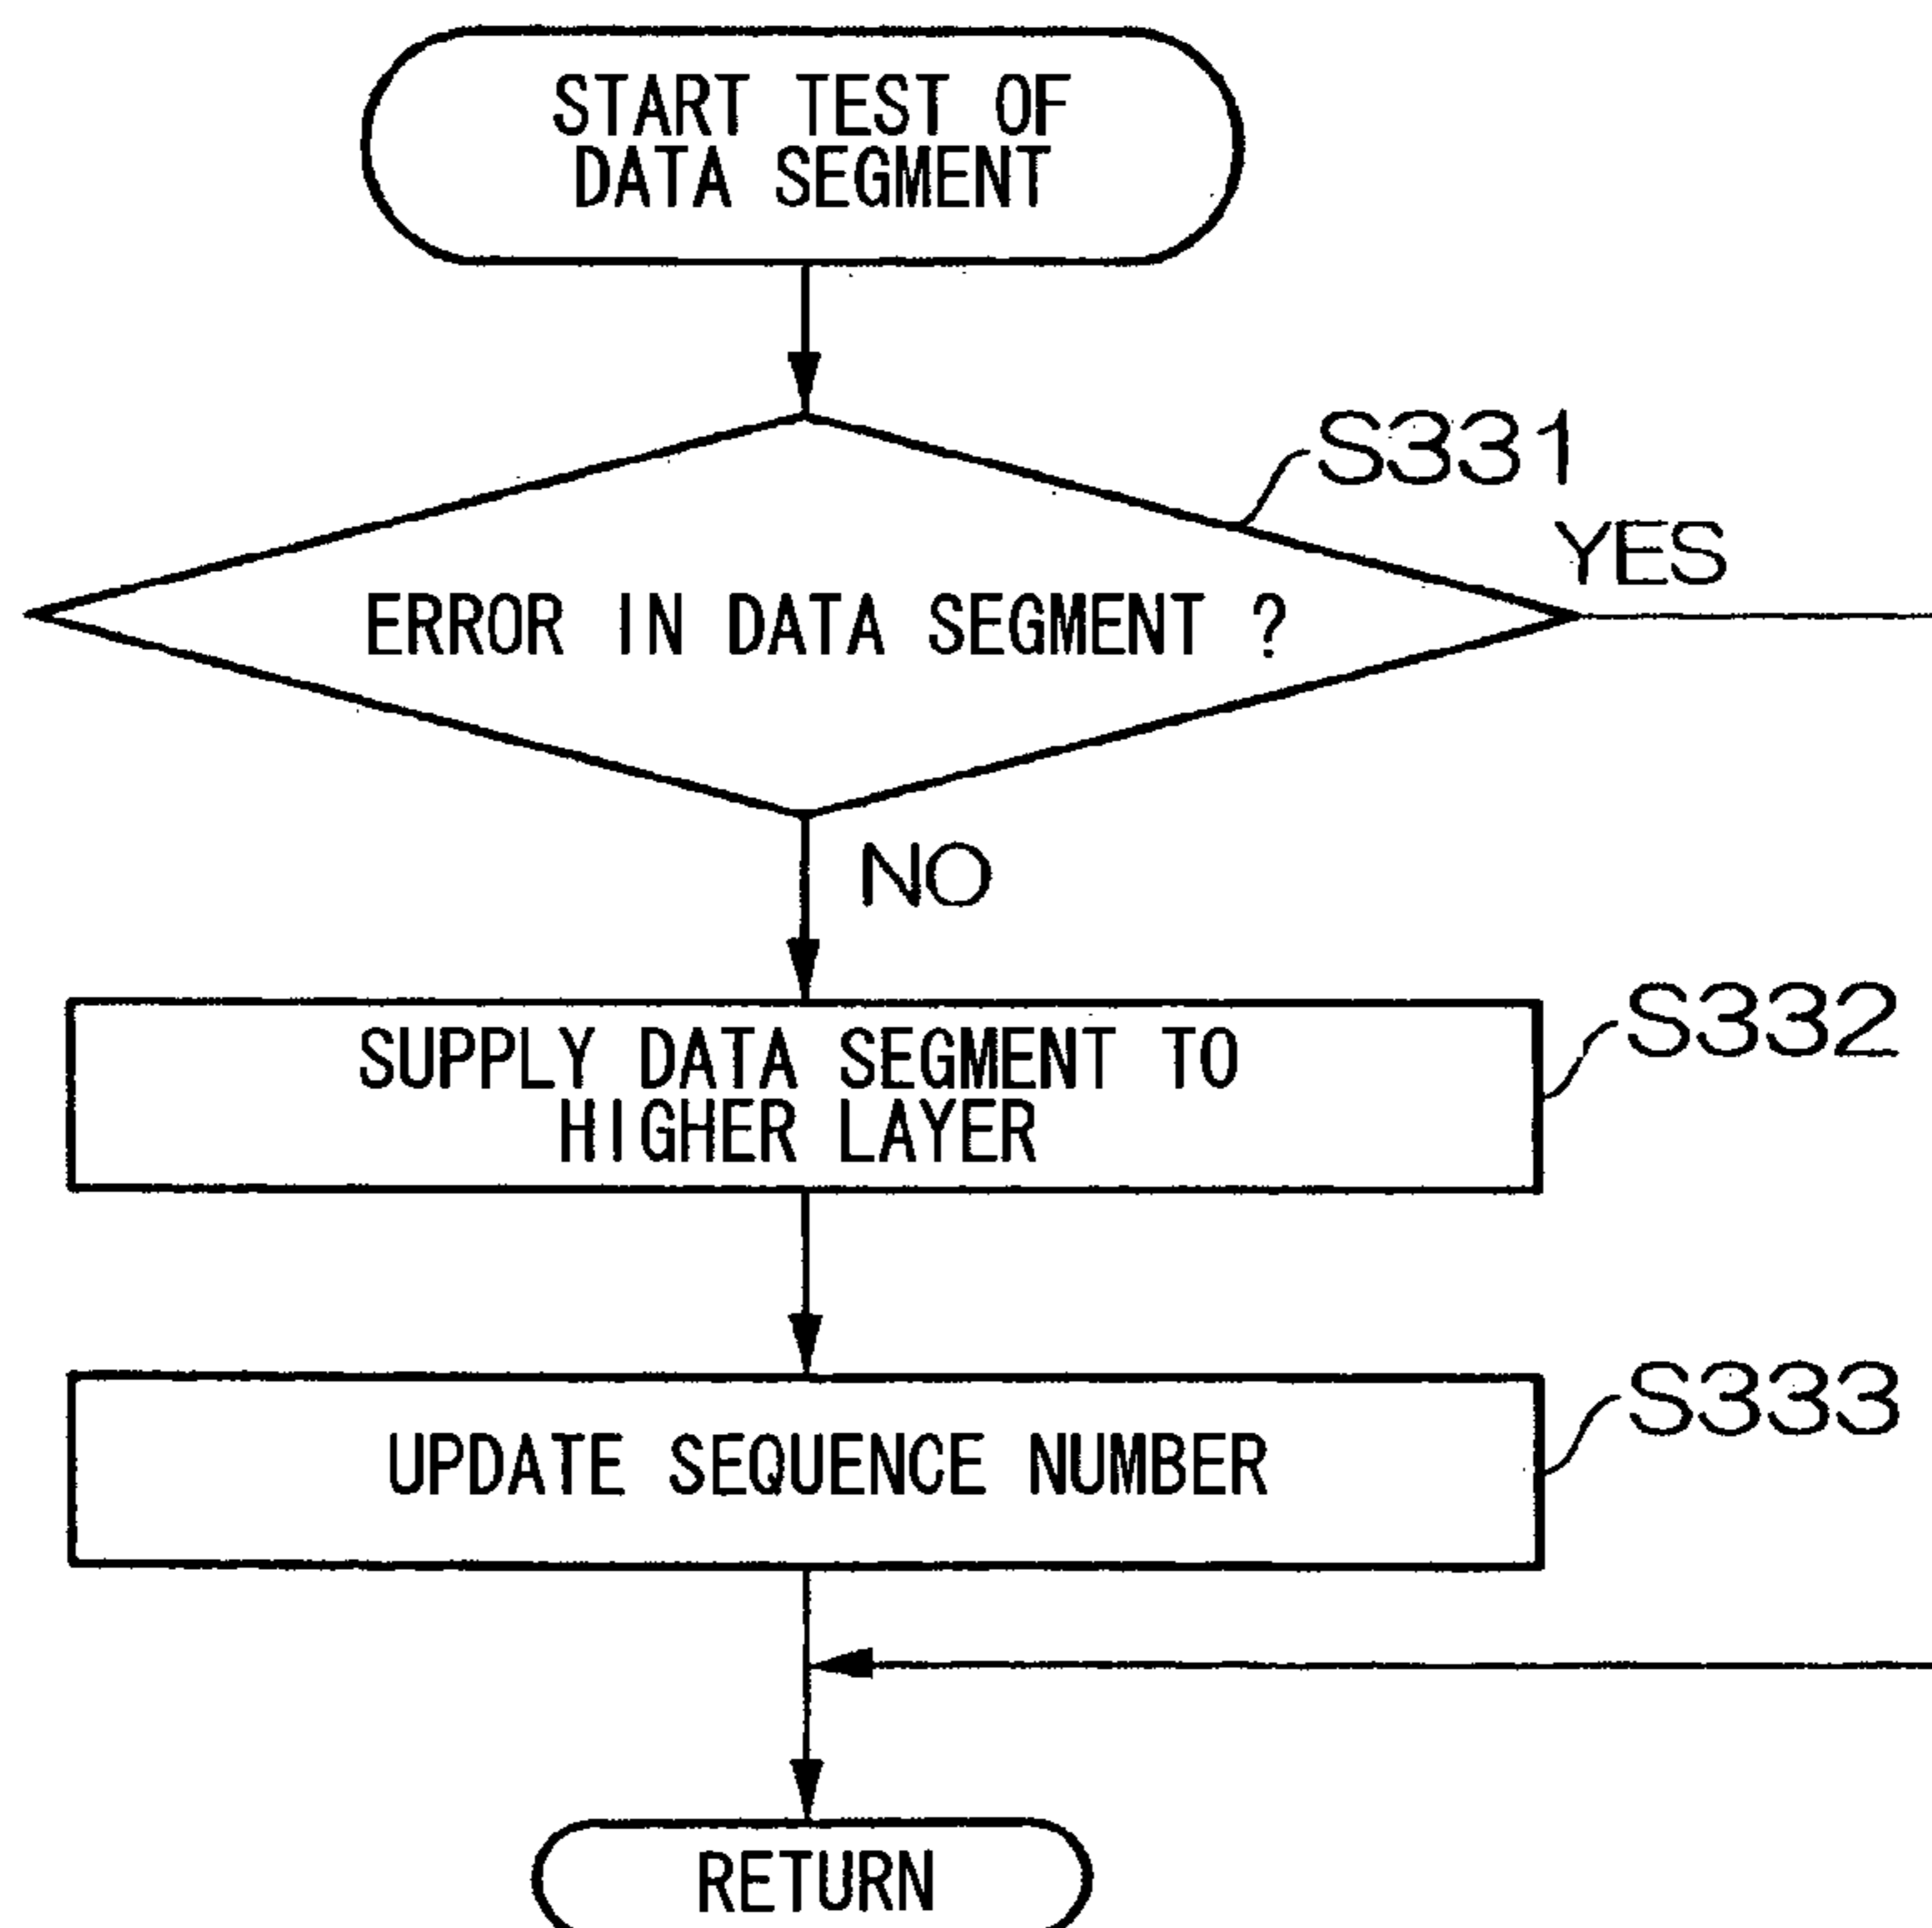 START TEST OF
DATA SEGMENT
S331
YES
ERROR IN DATA SEGMENT ?
NO
S332
SUPPLY DATA SEGMENT TO
HIGHER LAYER
S333
UPDATE SEQUENCE NUMBER
RETURN